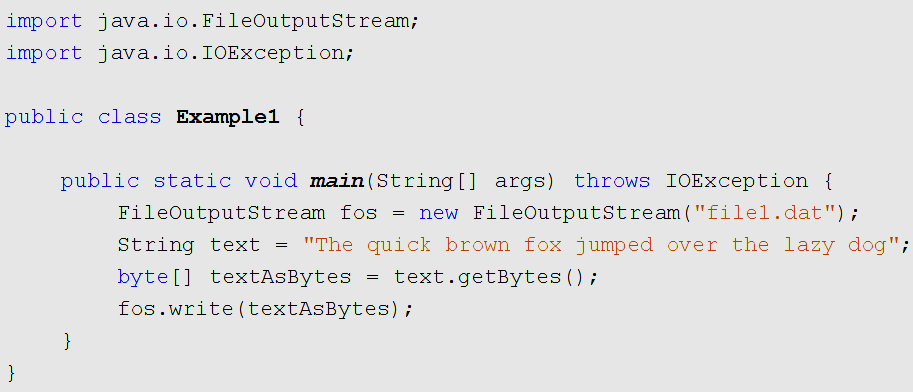 import java.io.FileOutputStream;
import java.io.IOException;
public class Example1 {
public static void main(String[] args) throws IOException {
FileOutputStream fos = new FileOutputStream("file1.dat");
String text = "The quick brown fox jumped over the lazy dog";
byte[] textAsBytes = text.getBytes();
fos.write(textAsBytes);
}
}